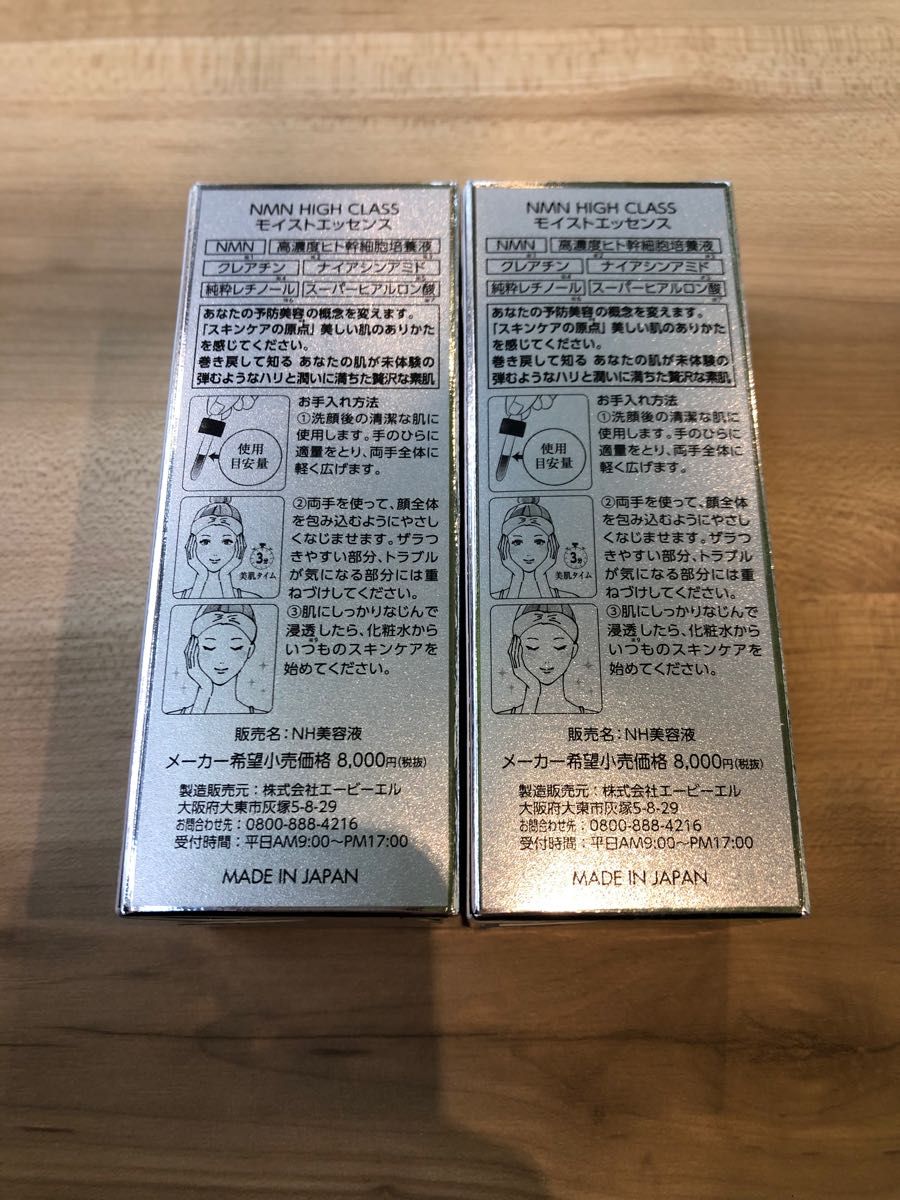 NMN HIGH CLASS
モイストエッセンス
NMN 高濃度ヒト幹細胞培養液
クレアチン ナイアシンアミド
純粋レチノール スーパーヒアルロン酸
あなたの予防美容の概念を変えます。
「スキンケアの原点」美しい肌のありかた
を感じてください。
巻き戻して知る あなたの肌が未体験の
弾むようなハリと潤いに満ちた贅沢な素肌
お手入れ方法
①洗顔後の清潔な肌に
使用します。手のひらに
適量をとり、両手全体に
軽く広げます。
使用
目安量
②両手を使って、顔全体
を包み込むようにやさし
くなじませます。ザラつ
きやすい部分、トラブル
が気になる部分には重
ねづけしてください。
3分
美肌タイム
③肌にしっかりなじんで
浸透したら、化粧水から
※9
いつものスキンケアを
始めてください。
販売名：NH美容液
メーカー希望小売価格 8,000円(税抜)
製造販売元：株式会社エービーエル
大阪府大東市灰塚5-8-29
お問合わせ先：0800-888-4216
受付時間：平日AM9:00〜PM17:00
MADE IN JAPAN
NMN HIGH CLASS
モイストエッセンス
NMN 高濃度ヒト幹細胞培養液
クレアチン ナイアシンアミド
純粋レチノール スーパーヒアルロン酸
あなたの予防美容の概念を変えます。
「スキンケアの原点」美しい肌のありかた
を感じてください。
巻き戻して知る あなたの肌が未体験の
弾むようなハリと潤いに満ちた贅沢な素肌
お手入れ方法
①洗顔後の清潔な肌に
使用します。手のひらに
適量をとり、両手全体に
軽く広げます。
使用
目安量
②両手を使って、顔全体
を包み込むようにやさし
くなじませます。ザラつ
きやすい部分、トラブル
が気になる部分には重
ねづけしてください。
3分
美肌タイム
③肌にしっかりなじんで
浸透したら、化粧水から
※9
いつものスキンケアを
始めてください。
販売名：NH美容液
メーカー希望小売価格 8,000円(税抜)
製造販売元：株式会社エービーエル
大阪府大東市灰塚5-8-29
お問合わせ先：0800-888-4216
受付時間：平日AM9:00〜PM17:00
MADE IN JAPAN